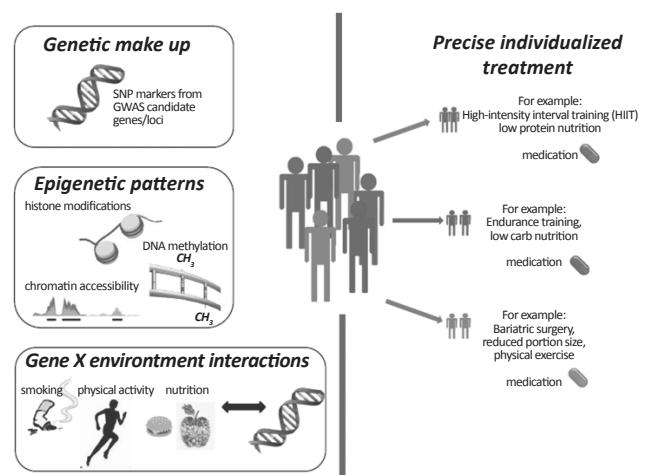 Genetic make up
SNP markers from
GWAS candidate
genes/loci
Epigenetic patterns
histone modifications
DNA methylation
CH3
chromatin accessibility
CH3
Gene X environtment interactions
smoking physical activity nutrition
Precise individualized
treatment
For example:
High-intensity interval training (HIIT)
low protein nutrition
medication
For example:
Endurance training,
low carb nutrition
medication
For example:
Bariatric surgery,
reduced portion size,
physical exercise
medication